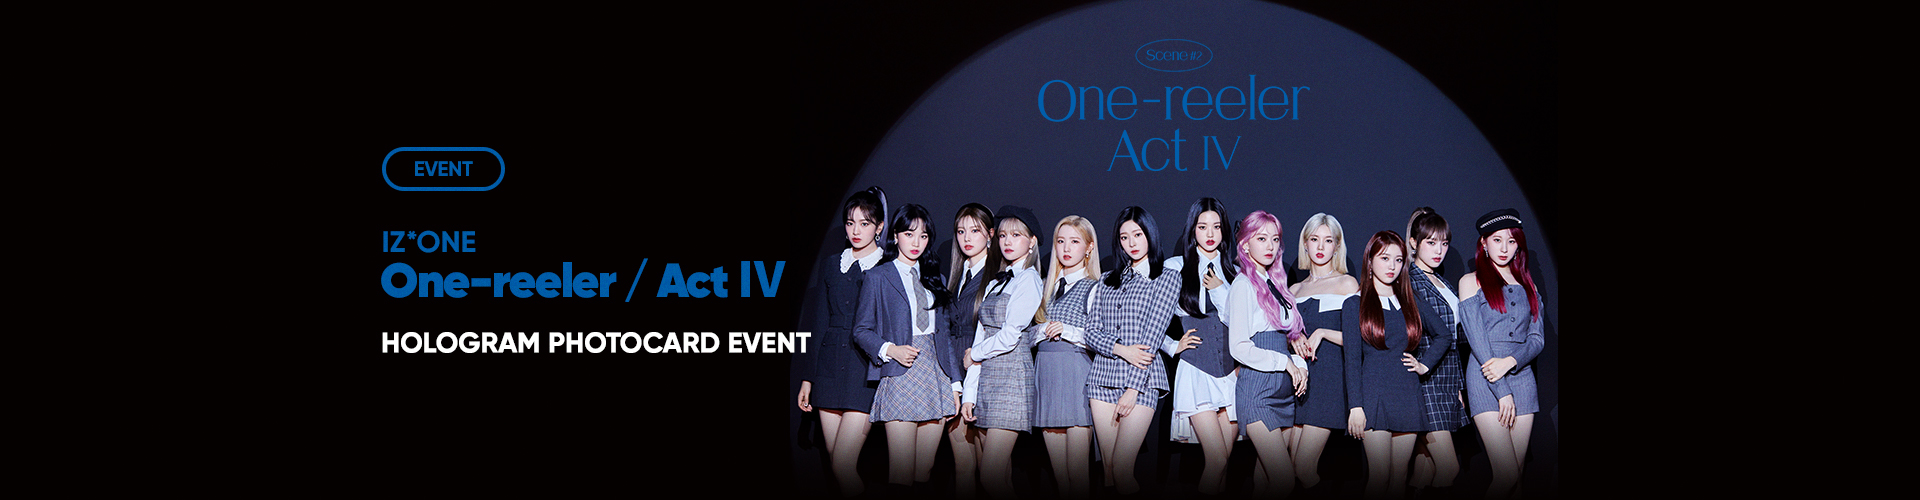 EVENT
IZ*ONE
One-reeler / Act IV
HOLOGRAM PHOTOCARD EVENT
Scene #2
One-reeler
Act IV